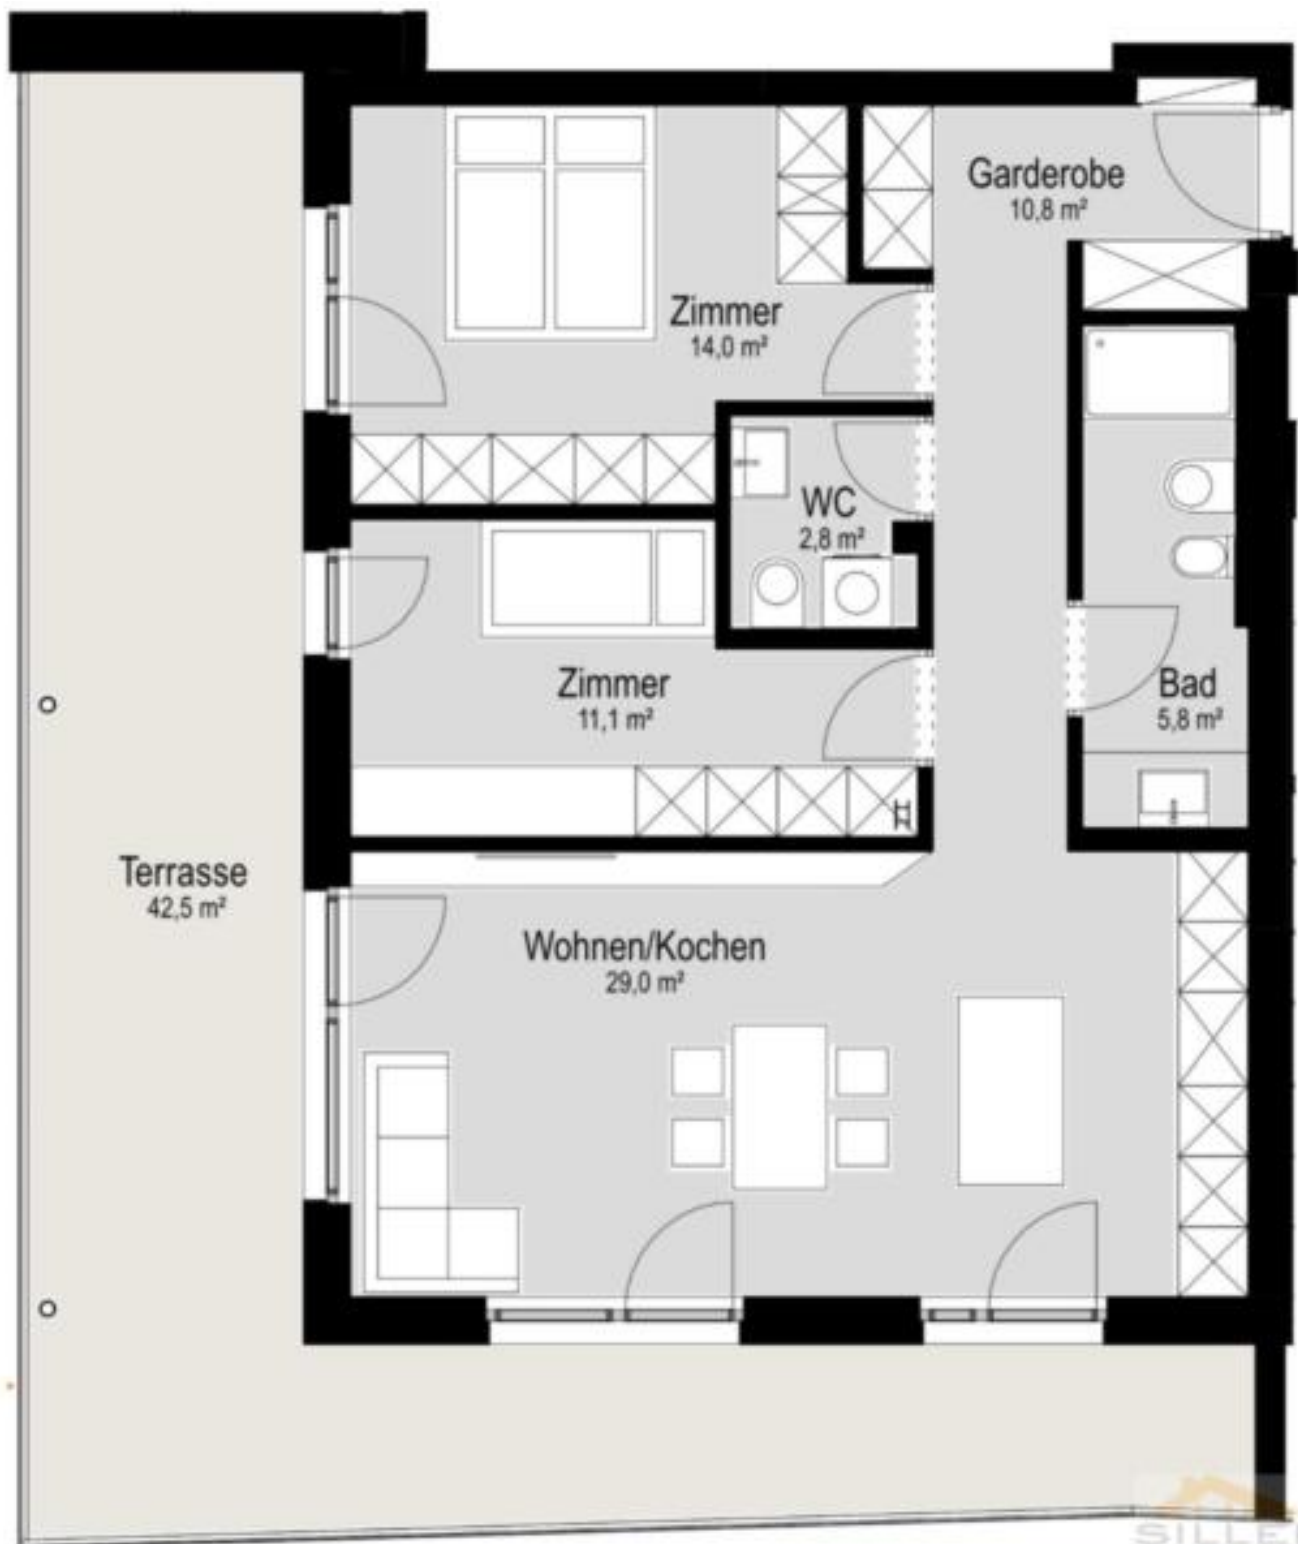 Garderobe
10,8 m²
Zimmer
14,0 m²
WC
2,8 m²
Zimmer
11,1 m²
Bad
5,8 m²
Terrasse
42,5 m²
Wohnen/Kochen
29,0 m²